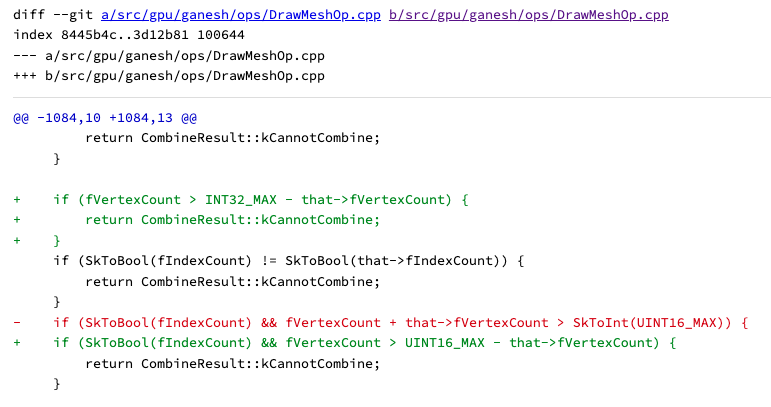 diff --git a/src/gpu/ganesh/ops/DrawMeshOp.cpp b/src/gpu/ganesh/ops/DrawMeshOp.cpp
index 8445b4c..3d12b81 100644
--- a/src/gpu/ganesh/ops/DrawMeshOp.cpp
+++ b/src/gpu/ganesh/ops/DrawMeshOp.cpp
@@ -1084,10 +1084,13 @@
         return CombineResult::kCannotCombine;
     }

+    if (fVertexCount > INT32_MAX - that->fVertexCount) {
+        return CombineResult::kCannotCombine;
+    }
     if (SkToBool(fIndexCount) != SkToBool(that->fIndexCount)) {
         return CombineResult::kCannotCombine;
     }
-    if (SkToBool(fIndexCount) && fVertexCount + that->fVertexCount > SkToInt(UINT16_MAX)) {
+    if (SkToBool(fIndexCount) && fVertexCount > UINT16_MAX - that->fVertexCount) {
         return CombineResult::kCannotCombine;
     }